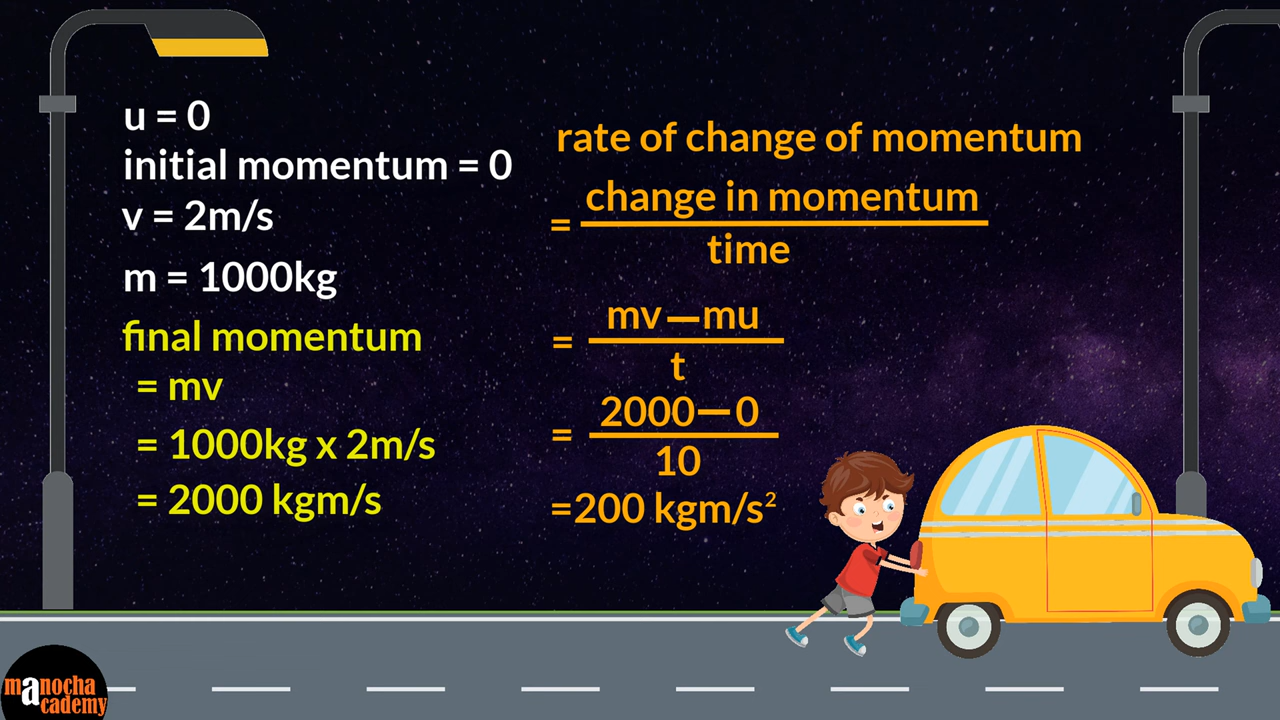 u = 0
initial momentum = 0
v = 2m/s
m = 1000kg
final momentum
= mv
= 1000kg x 2m/s
= 2000 kgm/s
rate of change of momentum
= change in momentum
time
= mv—mu
t
= 2000—0
10
=200 kgm/s²
manocha
academy